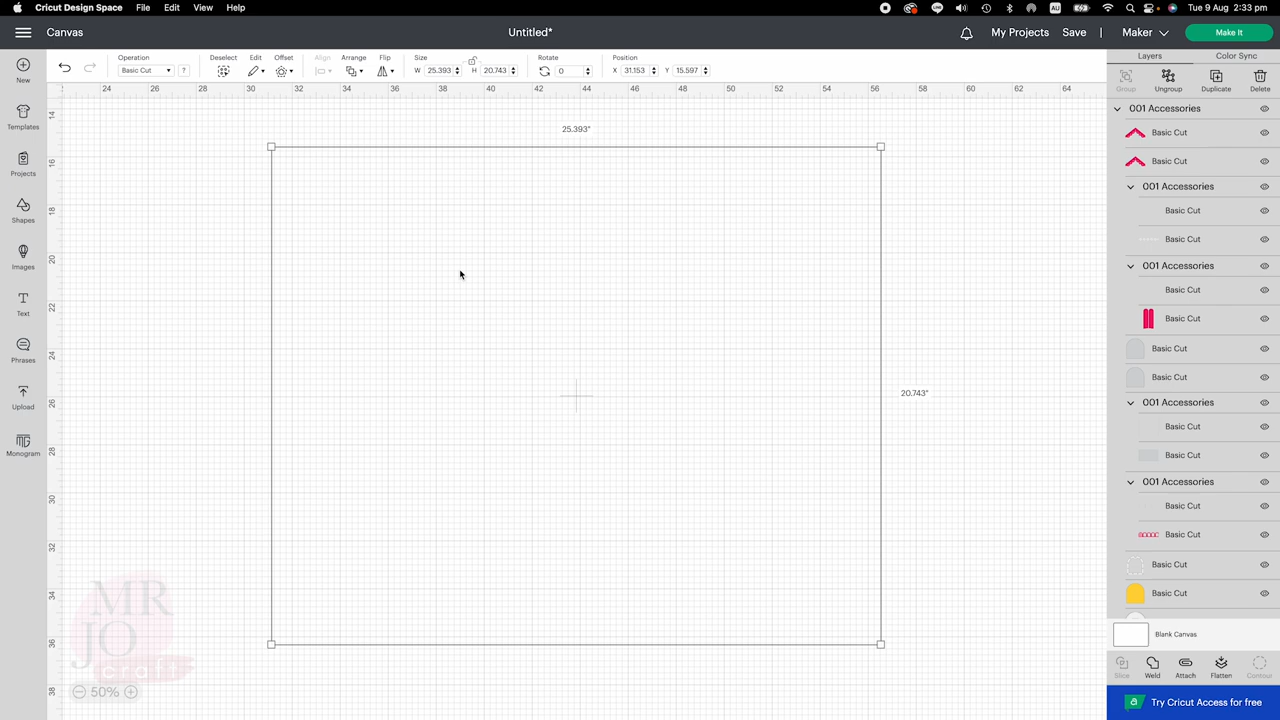 Cricut Design Space File Edit View Help AU Tue 9 Aug 2:33 pm
Canvas Untitled* My Projects Save | Maker Make It
Operation Deselect Edit Offset Align Arrange Flip Size Rotate Position
Basic Cut ? W 25.393 H 20.743 0 X 31.153 Y 15.597
Layers Color Sync
Group Ungroup Duplicate Delete
New
Templates
Projects
Shapes
Images
Text
Phrases
Upload
Monogram
24 26 28 30 32 34 36 38 40 42 44 46 48 50 52 54 56 58 60 62 64
14
16
18
20
22
24
26
28
30
32
34
36
38
25.393"
20.743"
001 Accessories
Basic Cut
Basic Cut
001 Accessories
Basic Cut
Basic Cut
001 Accessories
Basic Cut
Basic Cut
Basic Cut
Basic Cut
001 Accessories
Basic Cut
Basic Cut
001 Accessories
Basic Cut
Basic Cut
Basic Cut
Basic Cut
Blank Canvas
Slice Weld Attach Flatten Contour
a Try Cricut Access for free
MR
JO
craft
50%